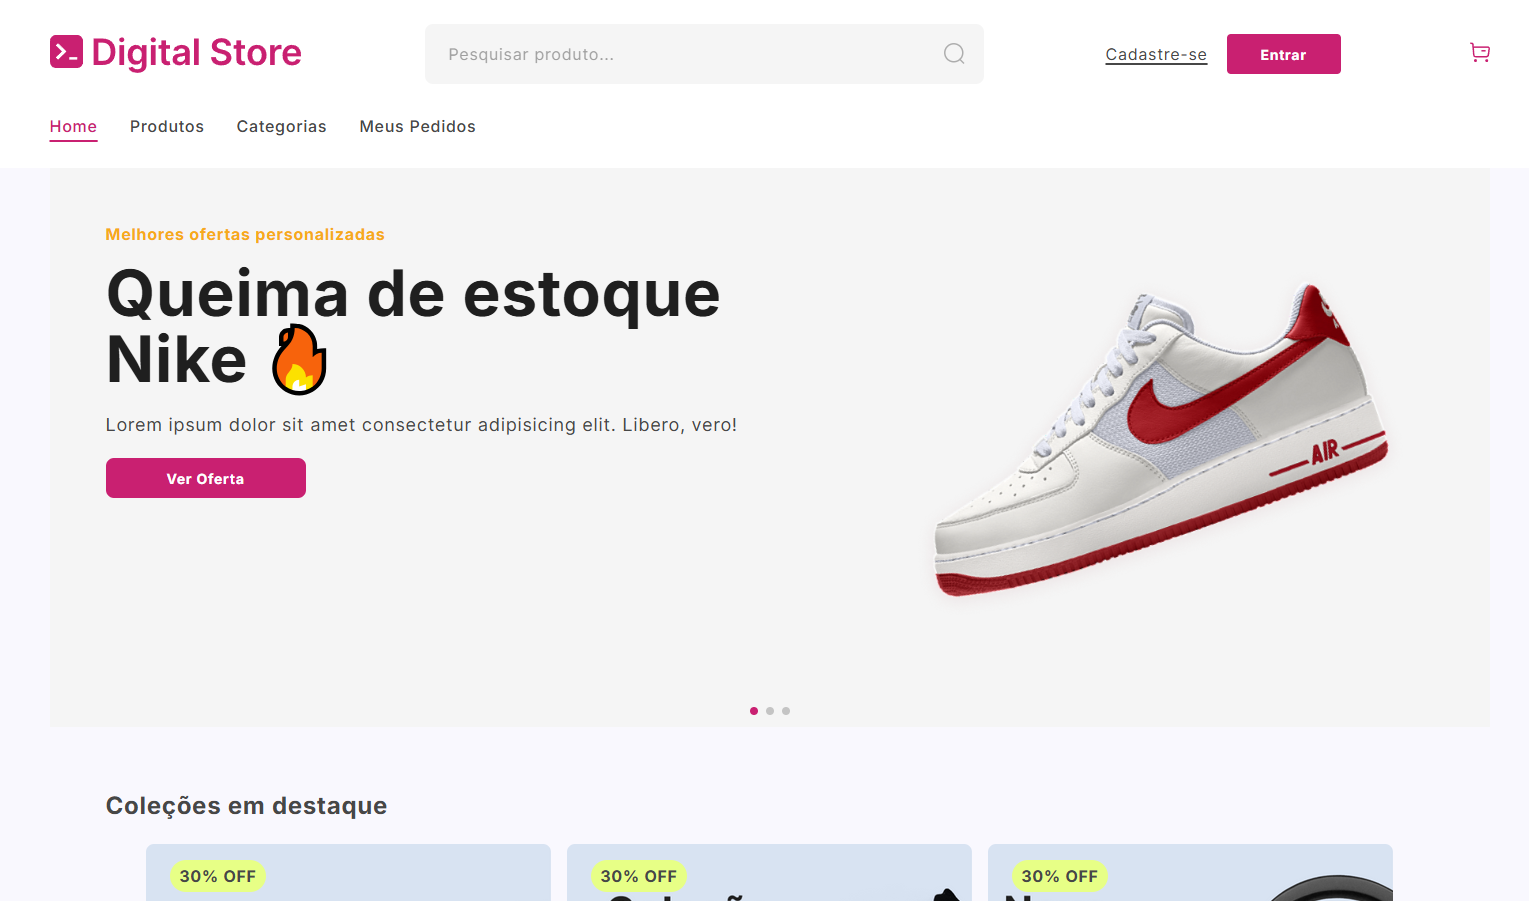 Digital Store
Pesquisar produto...
Cadastre-se
Entrar
Home
Produtos
Categorias
Meus Pedidos
Melhores ofertas personalizadas
Queima de estoque
Nike
Lorem ipsum dolor sit amet consectetur adipisicing elit. Libero, vero!
Ver Oferta
AIR
Coleções em destaque
30% OFF
30% OFF
30% OFF